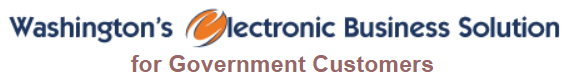 Washington's electronic Business Solution
for Government Customers